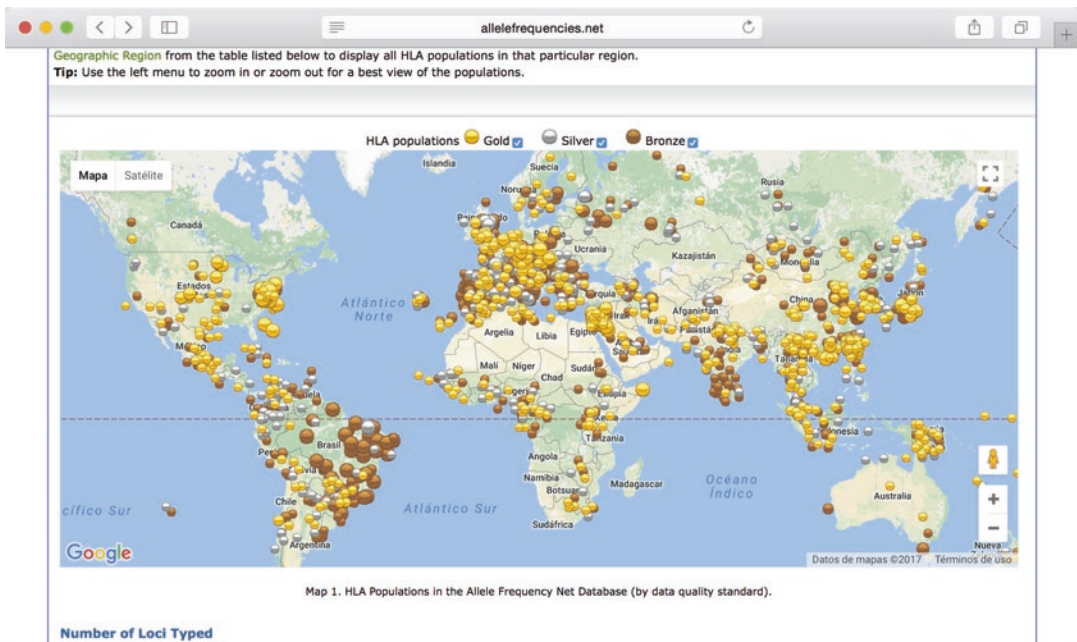 allelefrequencies.net
Geographic Region from the table listed below to display all HLA populations in that particular region.
Tip: Use the left menu to zoom in or zoom out for a best view of the populations.
HLA populations Gold Silver Bronze
Mapa Satélite
Islandia
Suecia
Rusia
Canadá
Ucrania
Kazajistán
Estados
Atlántico
Norte
China
Japón
Afganistán
Irak
Argelia
Libia
México
Malí
Níger
Chad
Sudán
Etiopía
Kenia
Tanzania
Brasil
Angola
Namibia
Madagascar
Océano
Índico
Australia
Chile
cífico Sur
Atlántico Sur
Sudáfrica
Argentina
Google
Datos de mapas ©2017 Términos de uso
Map 1. HLA Populations in the Allele Frequency Net Database (by data quality standard).
Number of Loci Typed